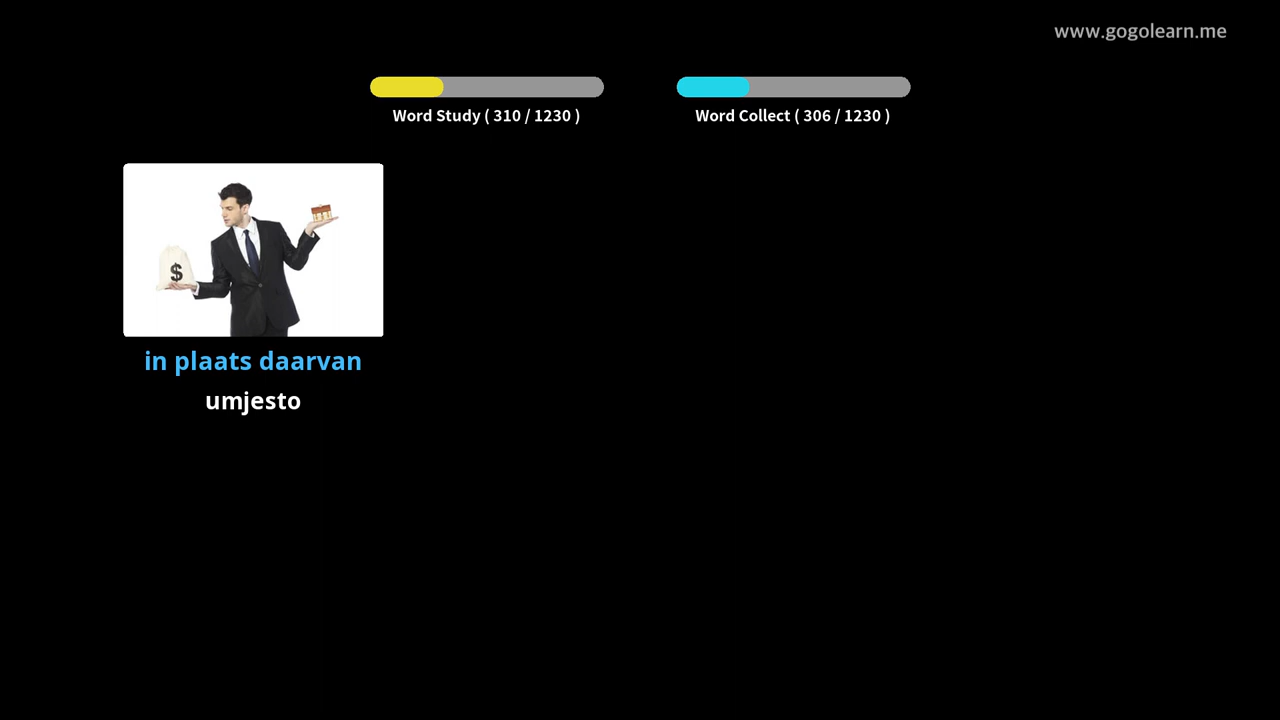 www.gogolearn.me
Word Study ( 310 / 1230 )
Word Collect ( 306 / 1230 )
$
in plaats daarvan
umjesto